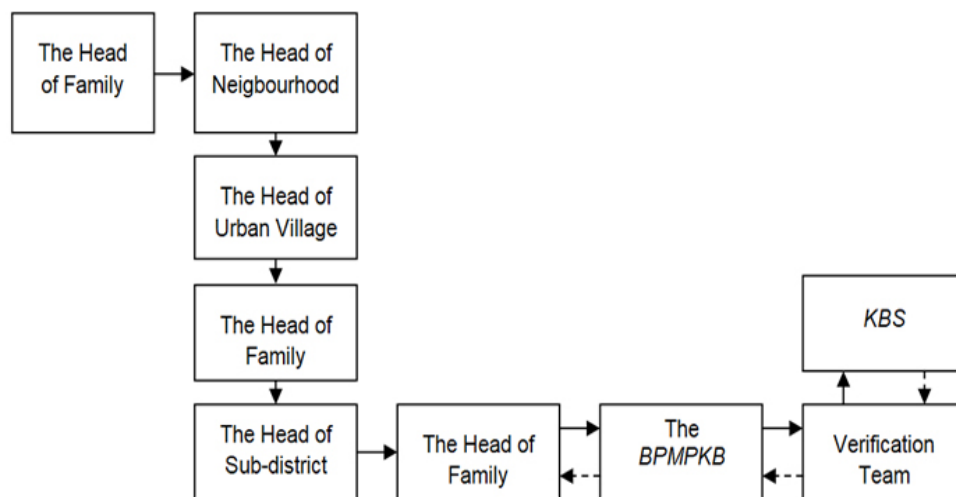 The Head
of Family
The Head of
Neigbourhood
The Head of
Urban Village
The Head of
Family
KBS
The Head of
Sub-district
The Head of
Family
The
BPMPKB
Verification
Team